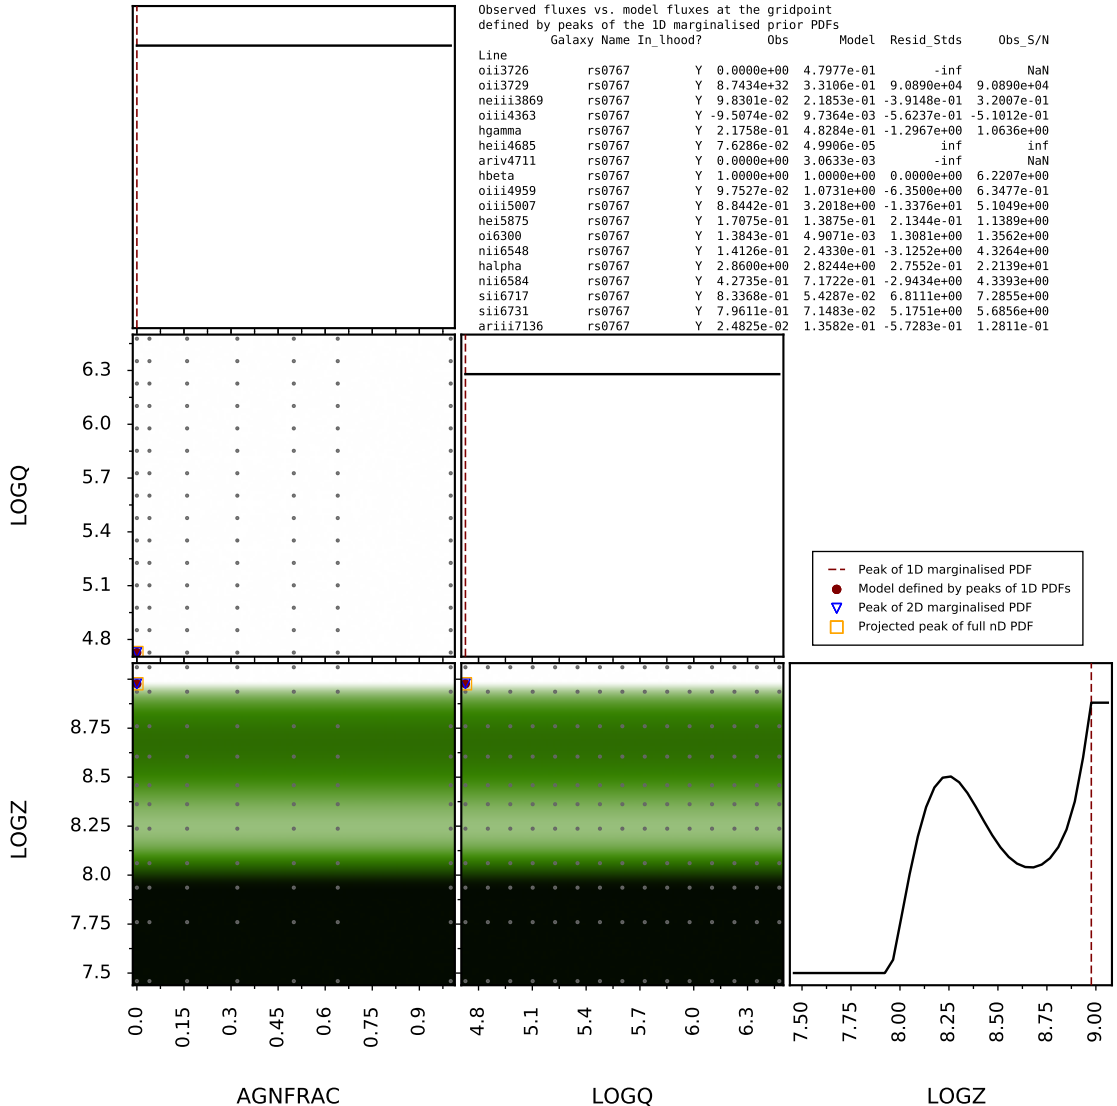 Observed fluxes vs. model fluxes at the gridpoint
defined by peaks of the 1D marginalised prior PDFs
Galaxy Name In_lhood? Obs Model Resid_Stds Obs_S/N
Line
oii3726 rs0767 Y 0.0000e+00 4.7977e-01 -inf NaN
oii3729 rs0767 Y 8.7434e+32 3.3106e-01 9.0890e+04 9.0890e+04
neiii3869 rs0767 Y 9.8301e-02 2.1853e-01 -3.9148e-01 3.2007e-01
oiii4363 rs0767 Y -9.5074e-02 9.7364e-03 -5.6237e-01 -5.1012e-01
hgamma rs0767 Y 2.1758e-01 4.8284e-01 -1.2967e+00 1.0636e+00
heii4685 rs0767 Y 7.6286e-02 4.9906e-05 inf inf
ariv4711 rs0767 Y 0.0000e+00 3.0633e-03 -inf NaN
hbeta rs0767 Y 1.0000e+00 1.0000e+00 0.0000e+00 6.2207e+00
oiii4959 rs0767 Y 9.7527e-02 1.0731e+00 -6.3500e+00 6.3477e-01
oiii5007 rs0767 Y 8.8442e-01 3.2018e+00 -1.3376e+01 5.1049e+00
hei5875 rs0767 Y 1.7075e-01 1.3875e-01 2.1344e-01 1.1389e+00
oi6300 rs0767 Y 1.3843e-01 4.9071e-03 1.3081e+00 1.3562e+00
nii6548 rs0767 Y 1.4126e-01 2.4330e-01 -3.1252e+00 4.3264e+00
halpha rs0767 Y 2.8600e+00 2.8244e+00 2.7552e-01 2.2139e+01
nii6584 rs0767 Y 4.2735e-01 7.1722e-01 -2.9434e+00 4.3393e+00
sii6717 rs0767 Y 8.3368e-01 5.4287e-02 6.8111e+00 7.2855e+00
sii6731 rs0767 Y 7.9611e-01 7.1483e-02 5.1751e+00 5.6856e+00
ariii7136 rs0767 Y 2.4825e-02 1.3582e-01 -5.7283e-01 1.2811e-01
6.3
6.0
5.7
5.4
5.1
4.8
LOGQ
Peak of 1D marginalised PDF
Model defined by peaks of 1D PDFs
Peak of 2D marginalised PDF
Projected peak of full nD PDF
8.75
8.5
8.25
8.0
7.75
7.5
LOGZ
0.0 0.15 0.3 0.45 0.6 0.75 0.9
4.8 5.1 5.4 5.7 6.0 6.3
7.50 7.75 8.00 8.25 8.50 8.75 9.00
AGNFRAC LOGQ LOGZ